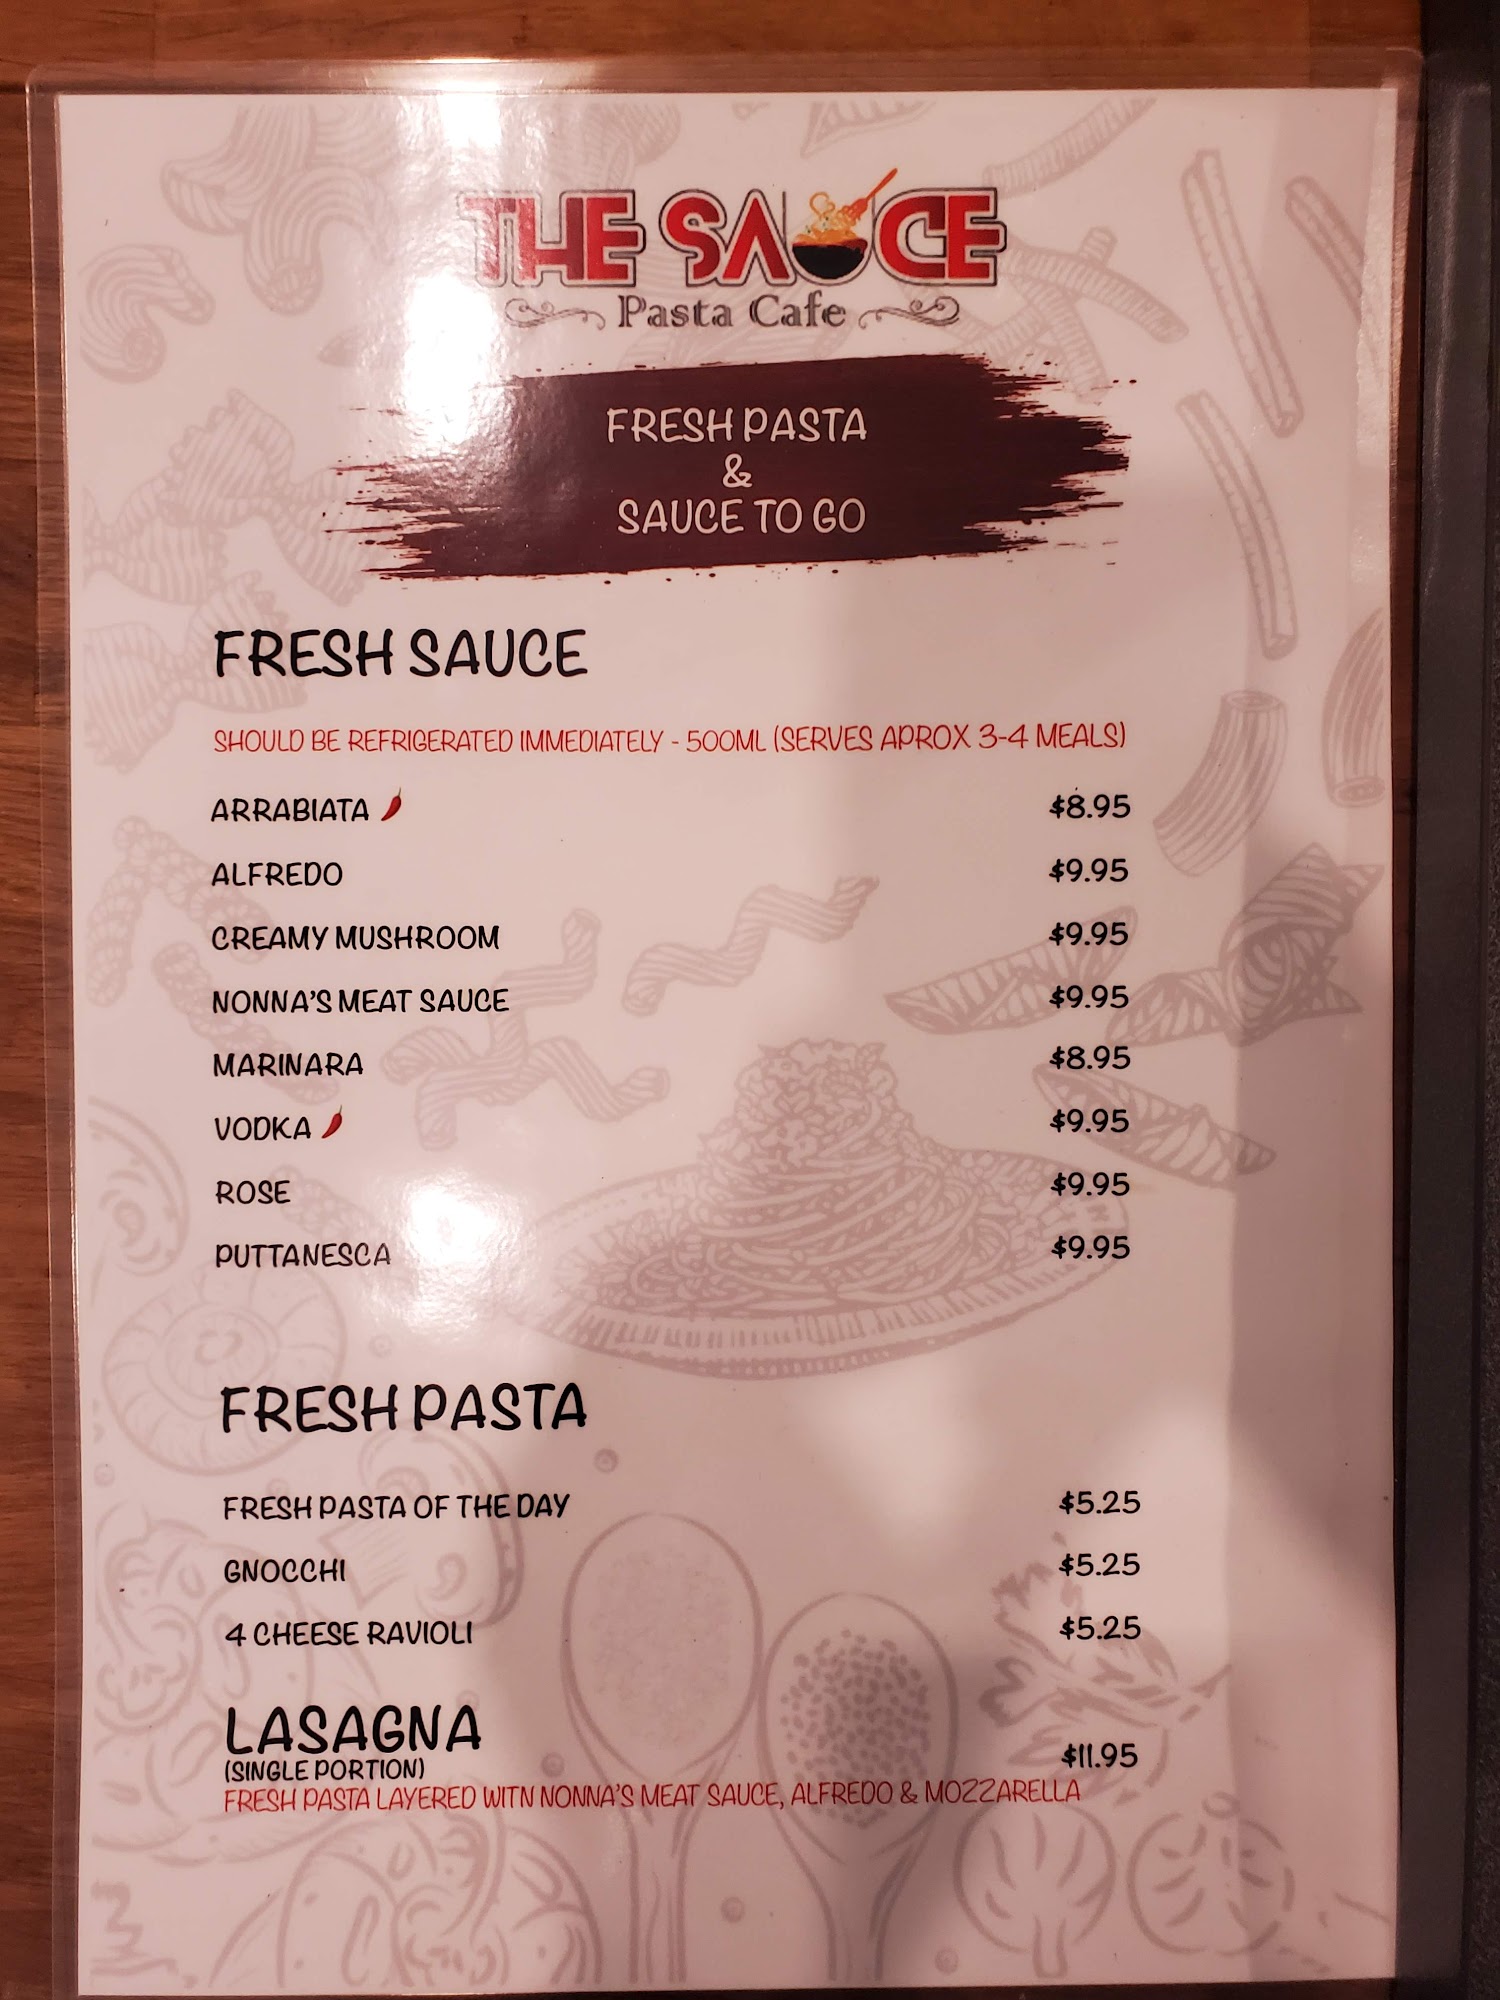 THE SAUCE
Pasta Cafe
FRESH PASTA
&
SAUCE TO GO
FRESH SAUCE
SHOULD BE REFRIGERATED IMMEDIATELY - 500ML (SERVES APROX 3-4 MEALS)
ARRABIATA $8.95
ALFREDO $9.95
CREAMY MUSHROOM $9.95
NONNA'S MEAT SAUCE $9.95
MARINARA $8.95
VODKA $9.95
ROSE $9.95
PUTTANESCA $9.95
FRESH PASTA
FRESH PASTA OF THE DAY $5.25
GNOCCHI $5.25
4 CHEESE RAVIOLI $5.25
LASAGNA
(SINGLE PORTION) $11.95
FRESH PASTA LAYERED WITN NONNA'S MEAT SAUCE, ALFREDO & MOZZARELLA